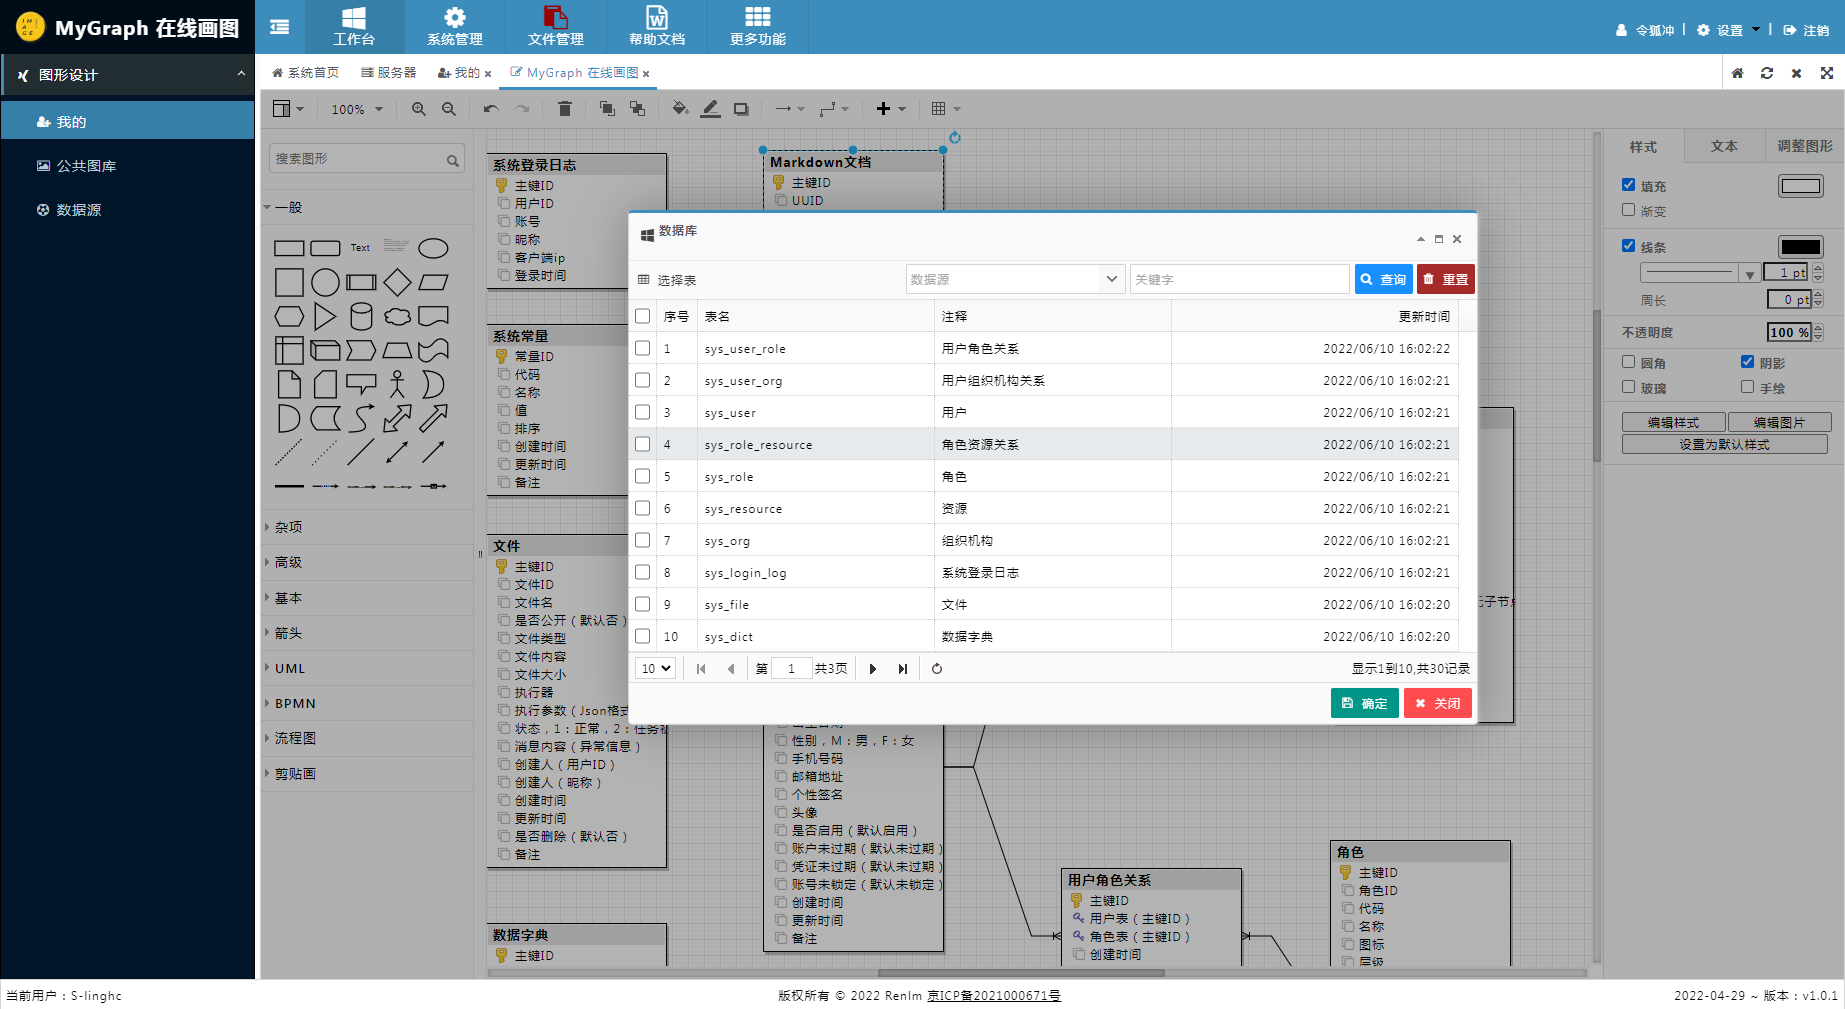 MyGraph 在线画图
工作台
系统管理
文件管理
帮助文档
更多功能
令狐冲
设置
注销
图形设计
我的
公共图库
数据源
系统首页
服务器
我的
MyGraph 在线画图
100%
搜索图形
一般
Text
杂项
高级
基本
箭头
UML
BPMN
流程图
剪贴画
系统登录日志
主键ID
用户ID
账号
昵称
客户端ip
登录时间
系统常量
常量ID
代码
名称
值
排序
创建时间
更新时间
备注
文件
主键ID
文件ID
文件名
是否公开（默认否）
文件类型
文件内容
文件大小
执行器
执行参数（Json格式
状态，1：正常，2：任务
消息内容（异常信息）
创建人（用户ID）
创建人（昵称）
创建时间
更新时间
是否删除（默认否）
备注
数据字典
主键ID
Markdown文档
主键ID
UUID
数据库
选择表
数据源
关键字
查询
重置
序号 表名 注释 更新时间
1 sys_user_role 用户角色关系 2022/06/10 16:02:22
2 sys_user_org 用户组织机构关系 2022/06/10 16:02:21
3 sys_user 用户 2022/06/10 16:02:21
4 sys_role_resource 角色资源关系 2022/06/10 16:02:21
5 sys_role 角色 2022/06/10 16:02:21
6 sys_resource 资源 2022/06/10 16:02:21
7 sys_org 组织机构 2022/06/10 16:02:21
8 sys_login_log 系统登录日志 2022/06/10 16:02:21
9 sys_file 文件 2022/06/10 16:02:20
10 sys_dict 数据字典 2022/06/10 16:02:20
10 第 1 共3页
显示1到10,共30记录
确定
关闭
性别，M：男，F：女
手机号码
邮箱地址
个性签名
头像
是否启用（默认启用）
账户未过期（默认未过期）
凭证未过期（默认未过期）
账号未锁定（默认未锁定）
创建时间
更新时间
备注
用户角色关系
主键ID
用户表（主键ID）
角色表（主键ID）
创建时间
子节点
角色
主键ID
角色ID
代码
名称
图标
层级
样式
文本
调整图形
填充
渐变
线条
1 pt
周长
0 pt
不透明度
100 %
圆角
阴影
玻璃
手绘
编辑样式
编辑图片
设置为默认样式
当前用户：S-linghc
版权所有 © 2022 Renlm 京ICP备2021000671号
2022-04-29 ~ 版本：v1.0.1